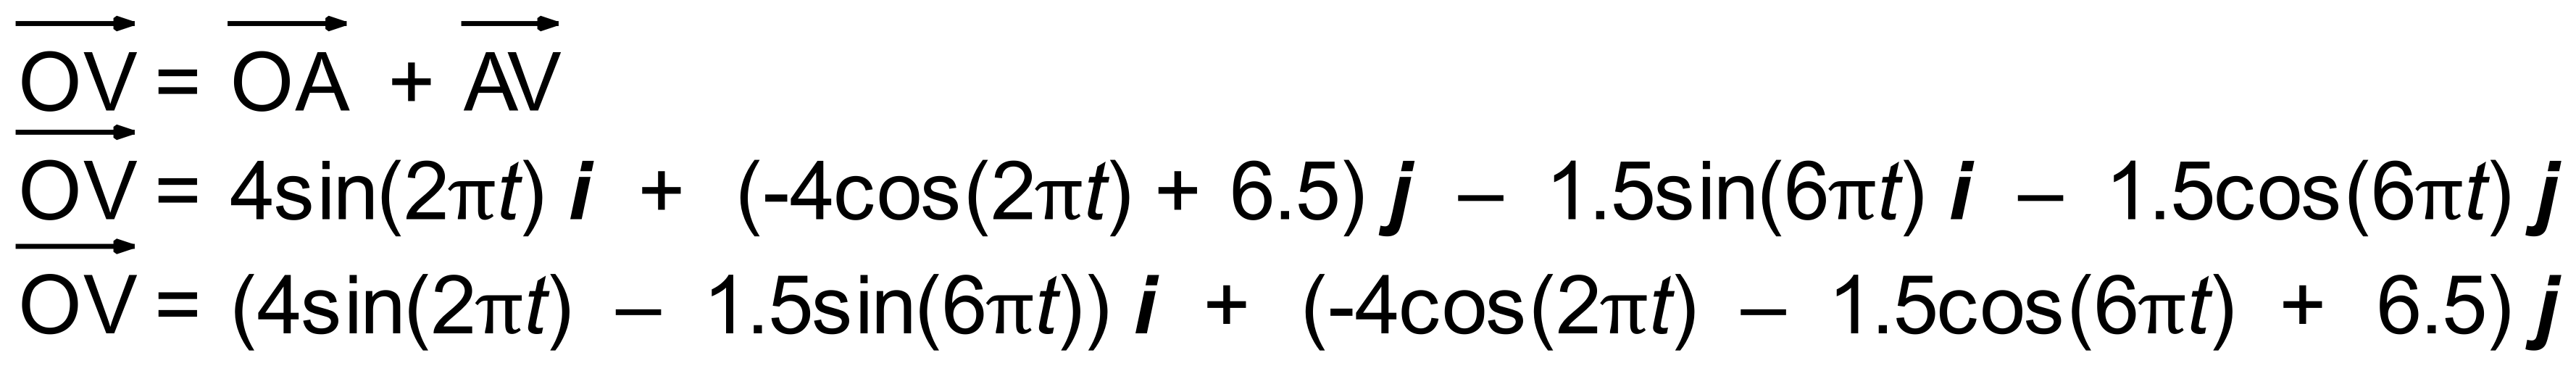 OV⃗ = OA⃗ + AV⃗
OV⃗ = 4sin(2πt) i + (-4cos(2πt) + 6.5) j – 1.5sin(6πt) i – 1.5cos(6πt) j
OV⃗ = (4sin(2πt) – 1.5sin(6πt)) i + (-4cos(2πt) – 1.5cos(6πt) + 6.5) j